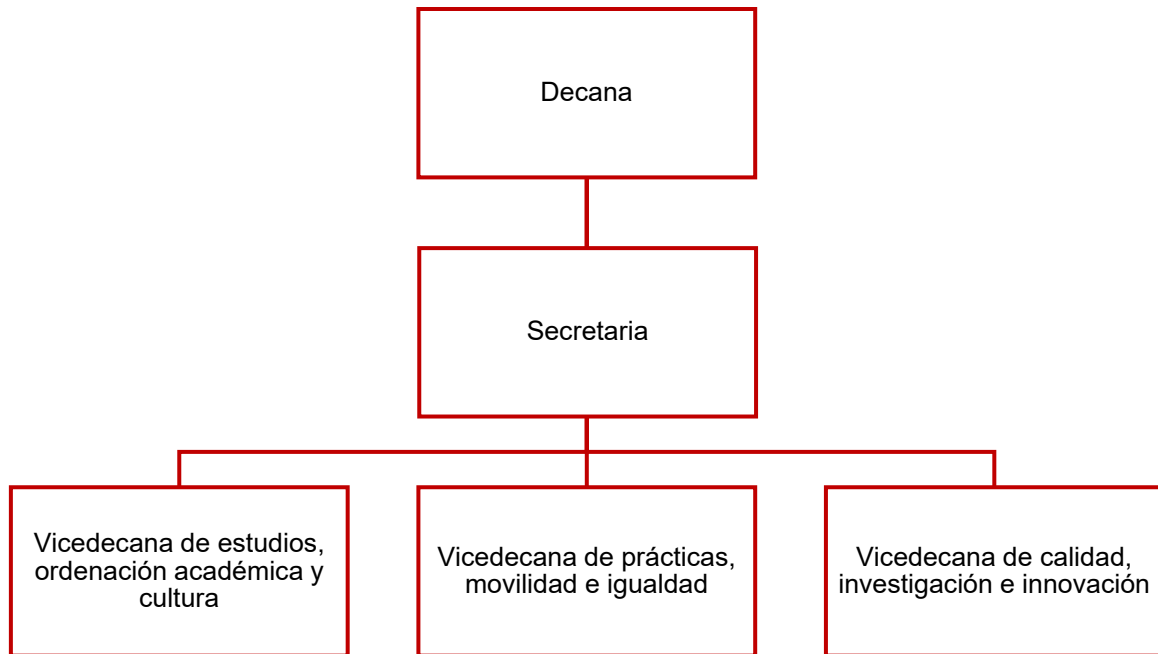 Decana
Secretaria
Vicedecana de estudios,
ordenación académica y
cultura
Vicedecana de prácticas,
movilidad e igualdad
Vicedecana de calidad,
investigación e innovación